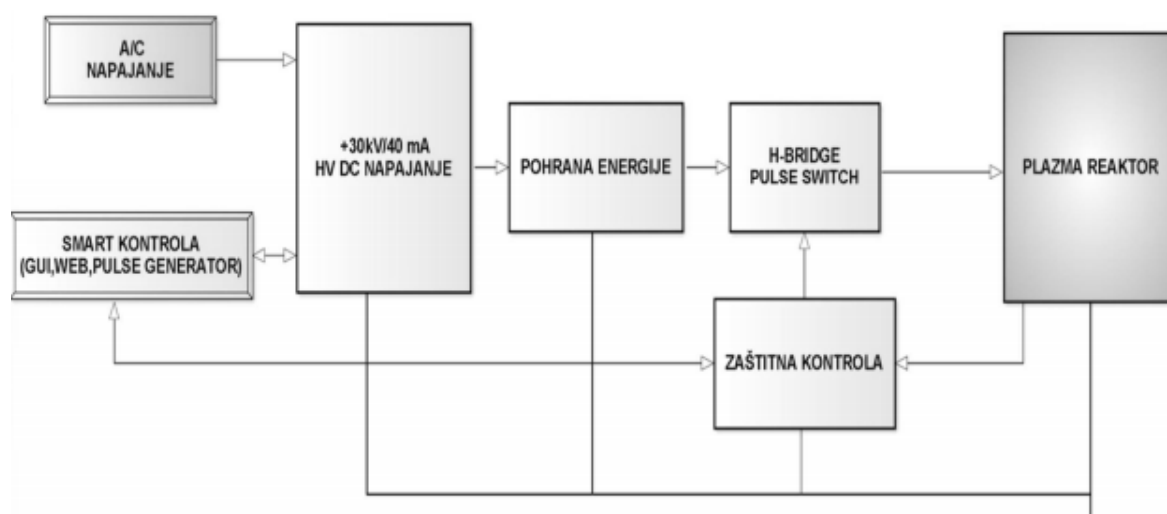 A/C
NAPAJANJE
+30kV/40 mA
HV DC NAPAJANJE
POHRANA ENERGIJE
H-BRIDGE
PULSE SWITCH
PLAZMA REAKTOR
SMART KONTROLA
(GUI,WEB,PULSE GENERATOR)
ZAŠTITNA KONTROLA